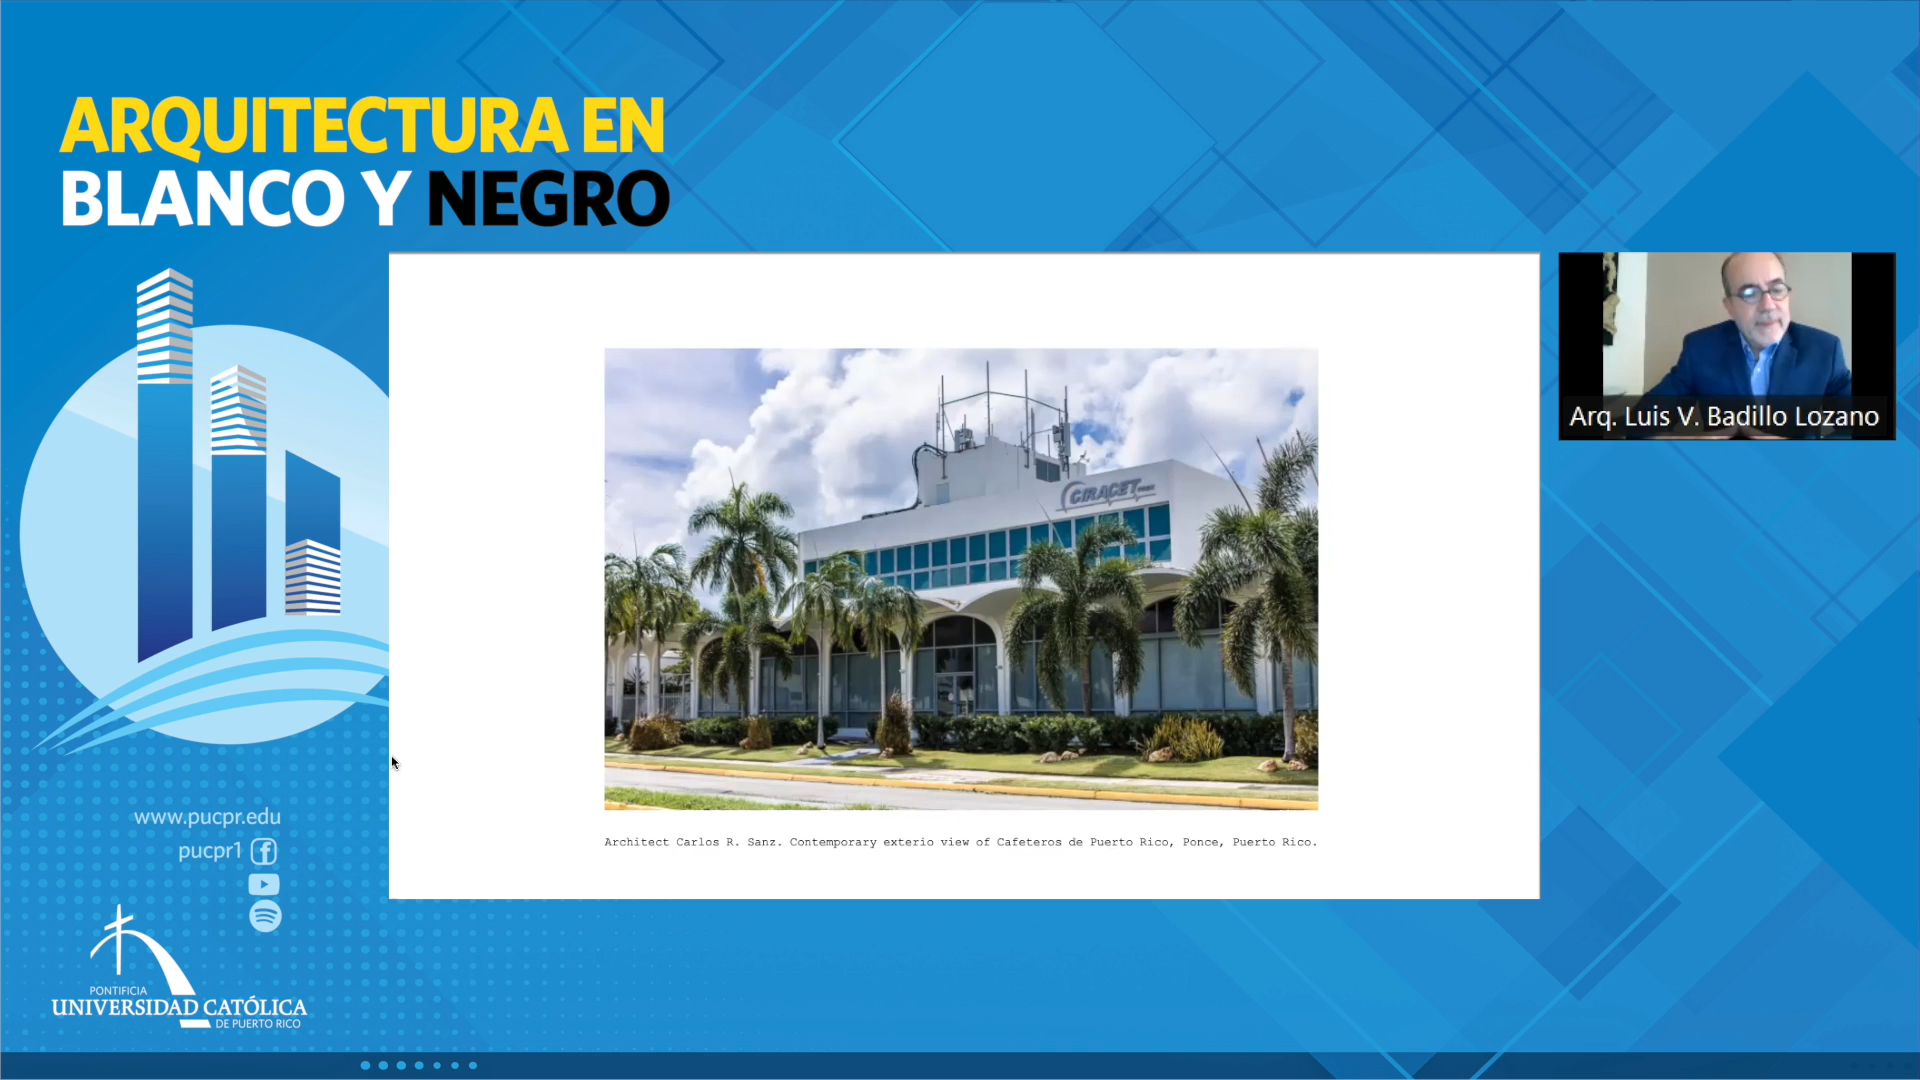 ARQUITECTURA EN
BLANCO Y NEGRO
CIRACET
Arq. Luis V. Badillo Lozano
Architect Carlos R. Sanz. Contemporary exterio view of Cafeteros de Puerto Rico, Ponce, Puerto Rico.
www.pucpr.edu
pucpr1
PONTIFICIA
UNIVERSIDAD CATÓLICA
DE PUERTO RICO